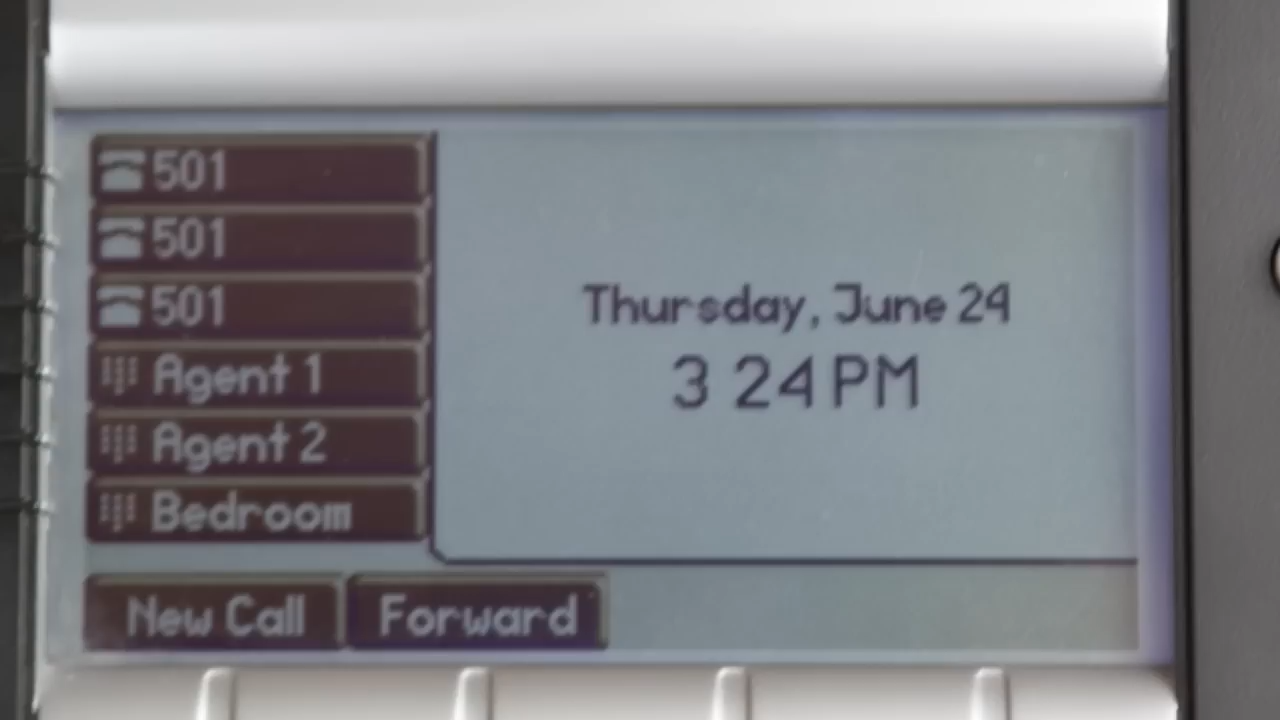 501
501
501
Agent 1
Agent 2
Bedroom
Thursday, June 24
3 24 PM
New Call
Forward